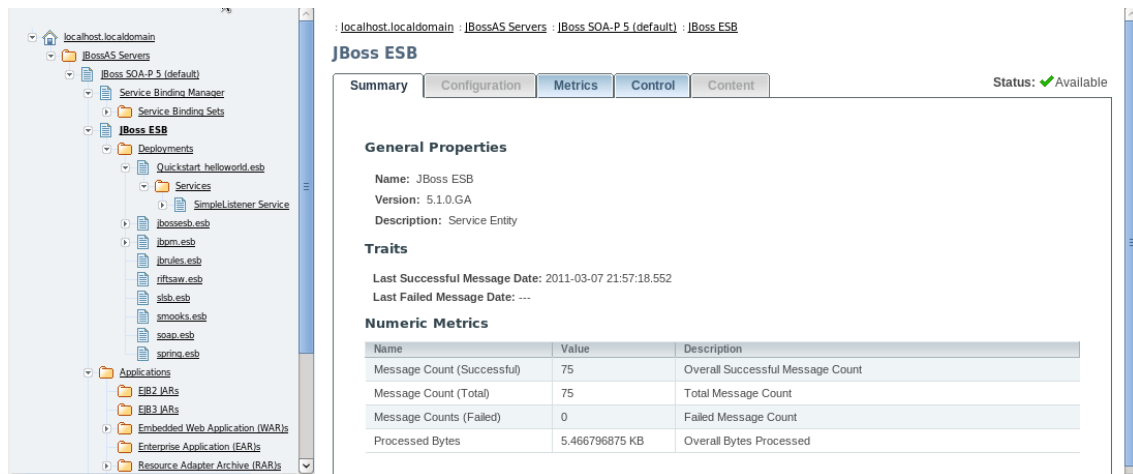 localhost.localdomain
JBossAS Servers
JBoss SOA-P 5 (default)
Service Binding Manager
Service Binding Sets
JBoss ESB
Deployments
Quickstart_helloworld.esb
Services
SimpleListener Service
jbossesb.esb
jbpm.esb
jbrules.esb
riftsaw.esb
slsb.esb
smooks.esb
soap.esb
spring.esb
Applications
EJB2 JARs
EJB3 JARs
Embedded Web Application (WAR)s
Enterprise Application (EAR)s
Resource Adapter Archive (RAR)s
: localhost.localdomain : JBossAS Servers : JBoss SOA-P 5 (default) : JBoss ESB
JBoss ESB
Summary Configuration Metrics Control Content Status: Available
General Properties
Name: JBoss ESB
Version: 5.1.0.GA
Description: Service Entity
Traits
Last Successful Message Date: 2011-03-07 21:57:18.552
Last Failed Message Date: ---
Numeric Metrics
Name Value Description
Message Count (Successful) 75 Overall Successful Message Count
Message Count (Total) 75 Total Message Count
Message Counts (Failed) 0 Failed Message Count
Processed Bytes 5.466796875 KB Overall Bytes Processed